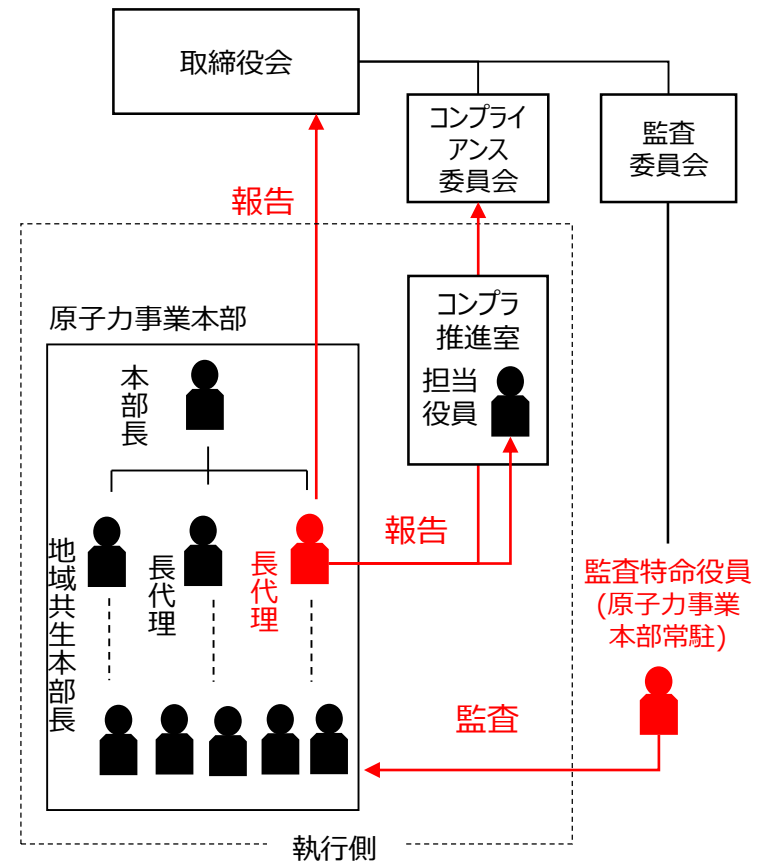 取締役会
コンプライ
アンス
委員会
監査
委員会
報告
原子力事業本部
コンプラ
推進室
担当
役員
本部長
報告
地域共生本部長
長代理
長代理
監査特命役員
(原子力事業
本部常駐)
監査
執行側